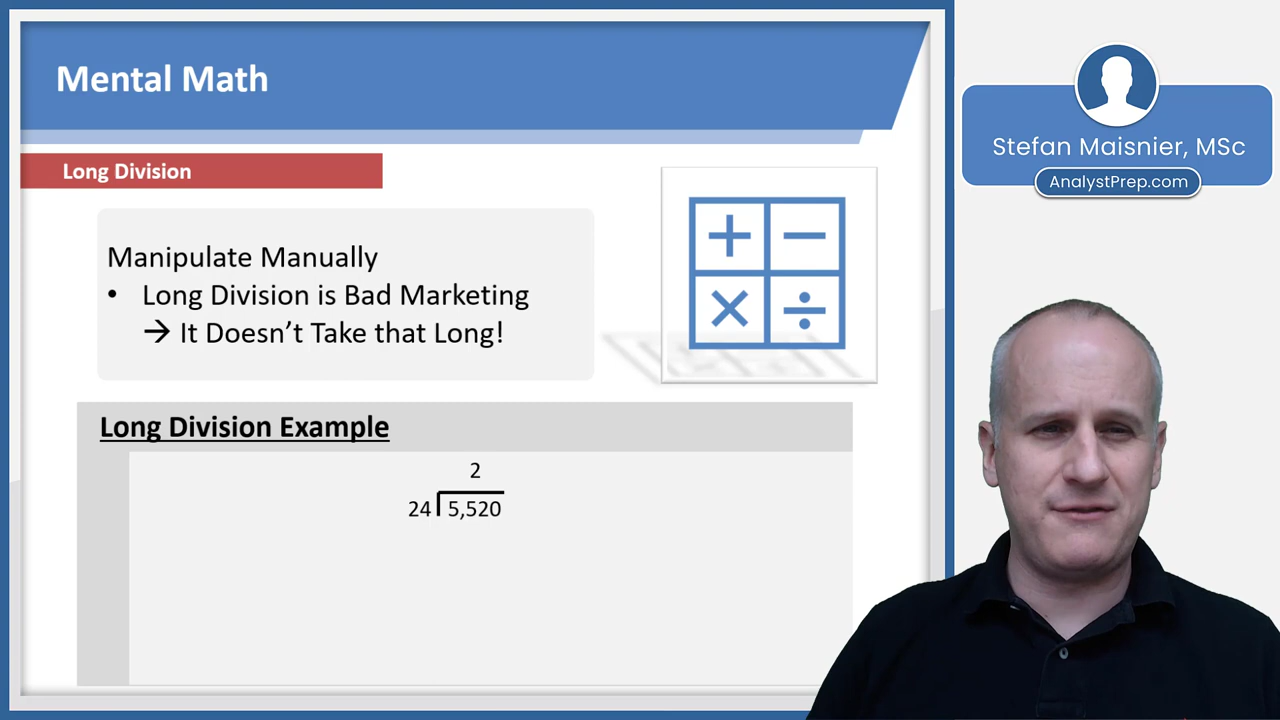 Mental Math
Long Division
Manipulate Manually
• Long Division is Bad Marketing
→ It Doesn’t Take that Long!
+ −
× ÷
Long Division Example
2
24 5,520
Stefan Maisnier, MSc
AnalystPrep.com